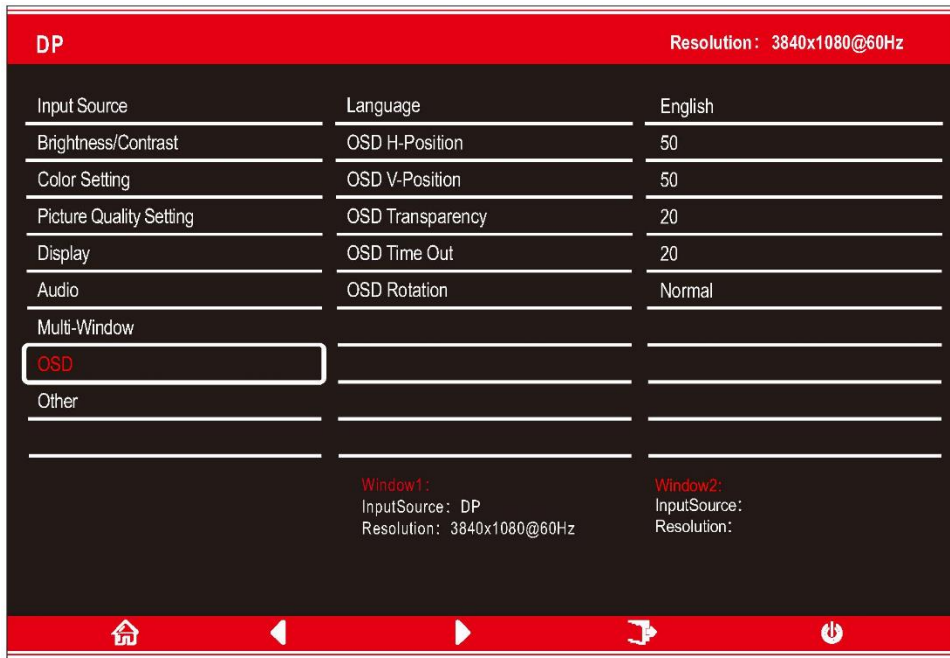 DP Resolution: 3840x1080@60Hz
Input Source Language English
Brightness/Contrast OSD H-Position 50
Color Setting OSD V-Position 50
Picture Quality Setting OSD Transparency 20
Display OSD Time Out 20
Audio OSD Rotation Normal
Multi-Window
OSD
Other
Window1: Window2:
InputSource: DP InputSource:
Resolution: 3840x1080@60Hz Resolution: